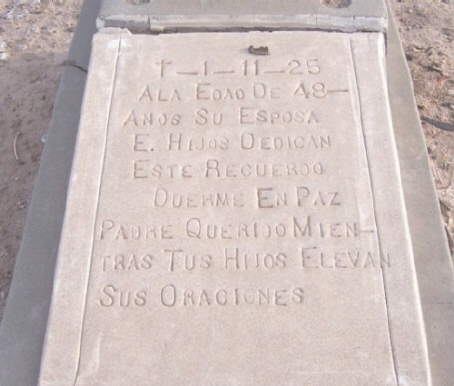 †-1-11-25
ALA EDAD DE 48-
AÑOS SU ESPOSA
E. HIJOS DEDICAN
ESTE RECUERDO
DUERME EN PAZ
PADRE QUERIDO MIEN-
TRAS TUS HIJOS ELEVAN
SUS ORACIONES